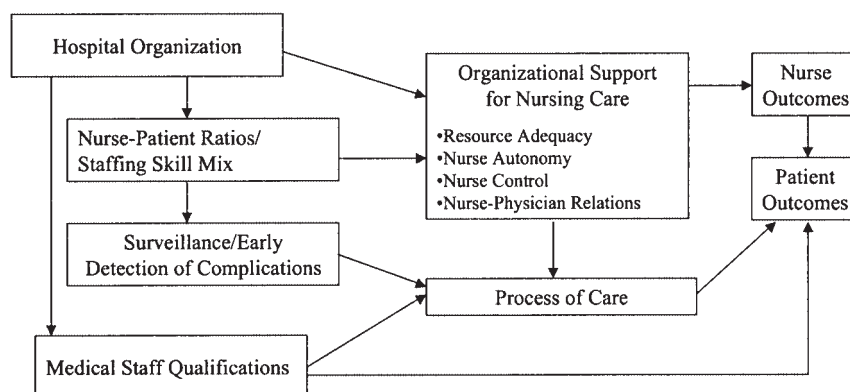 Hospital Organization
Nurse-Patient Ratios/
Staffing Skill Mix
Surveillance/Early
Detection of Complications
Medical Staff Qualifications
Organizational Support
for Nursing Care
•Resource Adequacy
•Nurse Autonomy
•Nurse Control
•Nurse-Physician Relations
Process of Care
Nurse
Outcomes
Patient
Outcomes